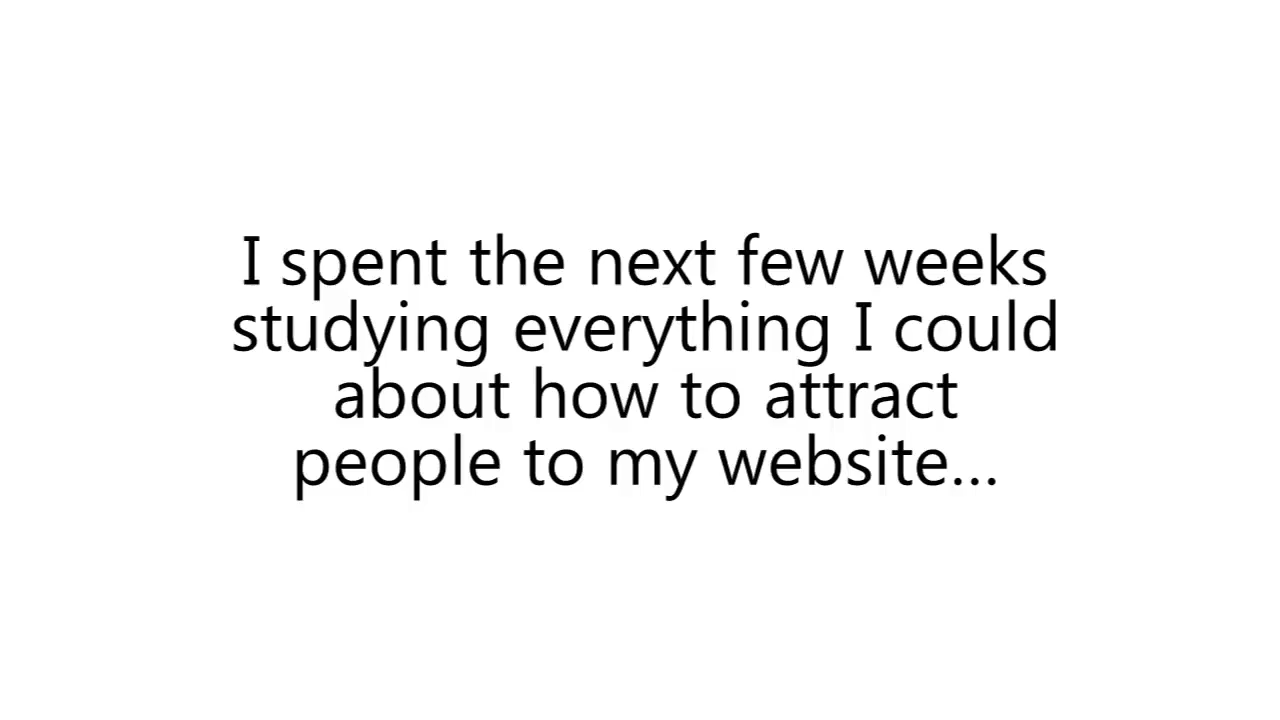 I spent the next few weeks
studying everything I could
about how to attract
people to my website...